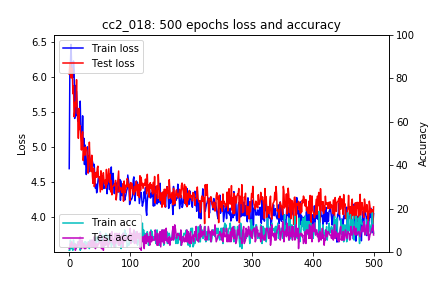 cc2_018: 500 epochs loss and accuracy
Train loss
Test loss
Train acc
Test acc
Loss
6.5
6.0
5.5
5.0
4.5
4.0
Accuracy
100
80
60
40
20
0
0
100
200
300
400
500